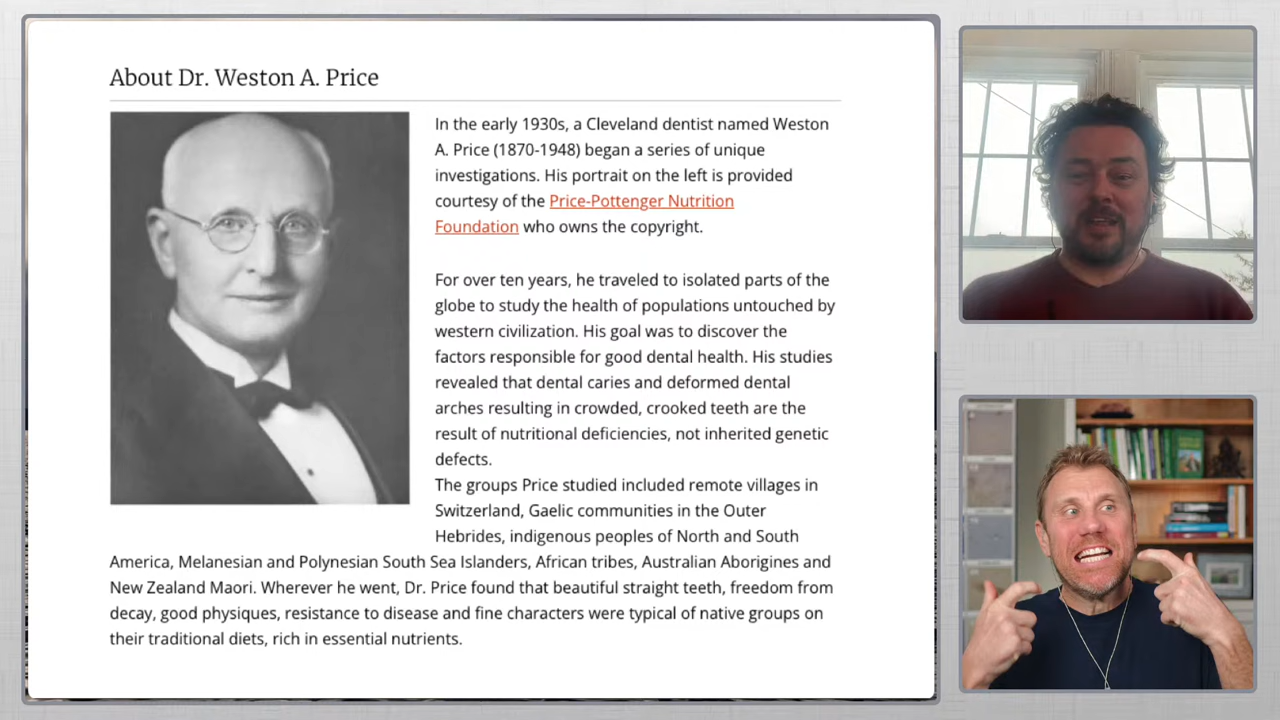 About Dr. Weston A. Price
In the early 1930s, a Cleveland dentist named Weston
A. Price (1870-1948) began a series of unique
investigations. His portrait on the left is provided
courtesy of the Price-Pottenger Nutrition
Foundation who owns the copyright.
For over ten years, he traveled to isolated parts of the
globe to study the health of populations untouched by
western civilization. His goal was to discover the
factors responsible for good dental health. His studies
revealed that dental caries and deformed dental
arches resulting in crowded, crooked teeth are the
result of nutritional deficiencies, not inherited genetic
defects.
The groups Price studied included remote villages in
Switzerland, Gaelic communities in the Outer
Hebrides, indigenous peoples of North and South
America, Melanesian and Polynesian South Sea Islanders, African tribes, Australian Aborigines and
New Zealand Maori. Wherever he went, Dr. Price found that beautiful straight teeth, freedom from
decay, good physiques, resistance to disease and fine characters were typical of native groups on
their traditional diets, rich in essential nutrients.